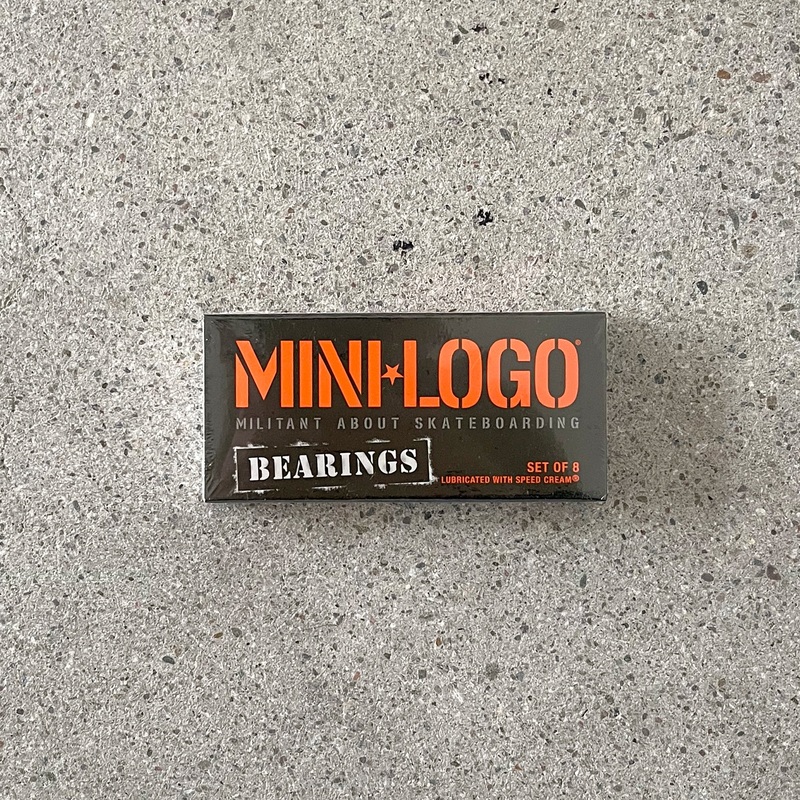 MINI★LOGO®
MILITANT ABOUT SKATEBOARDING
BEARINGS
SET OF 8
LUBRICATED WITH SPEED CREAM®